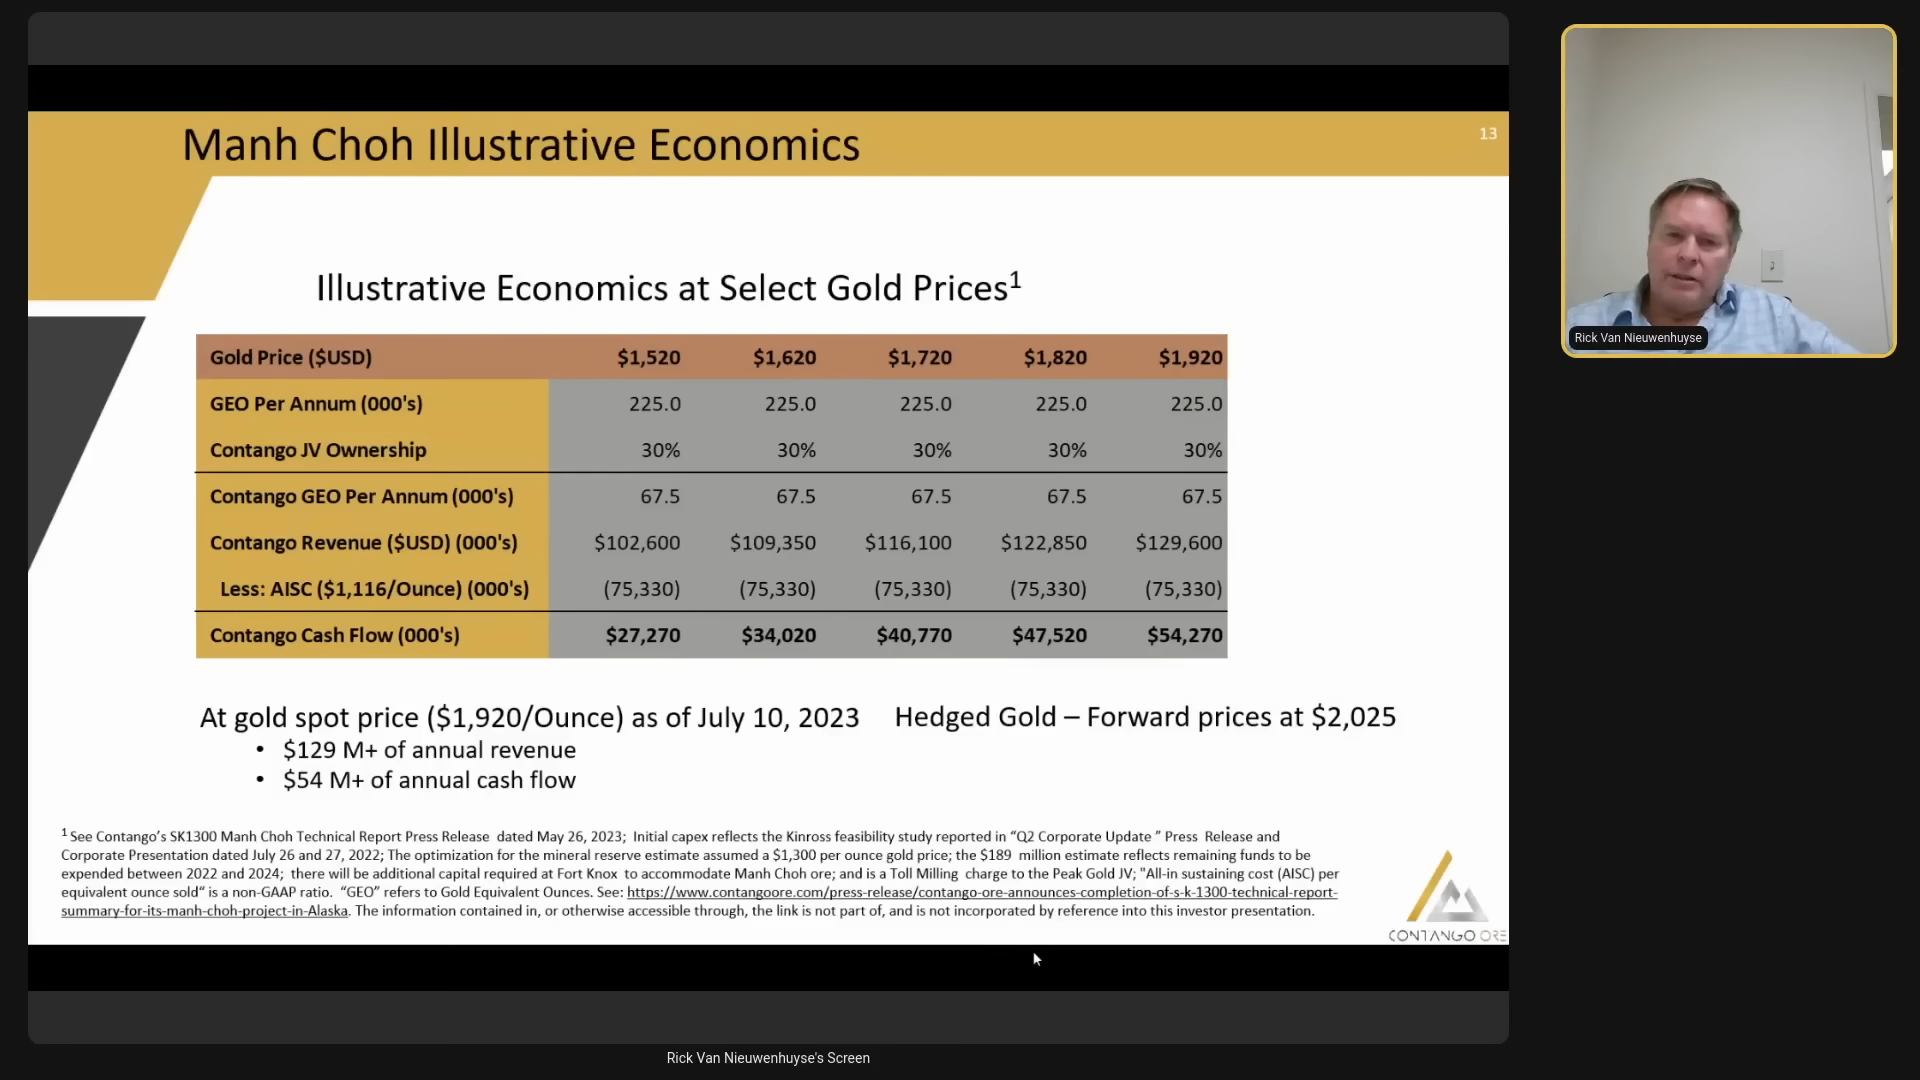 Manh Choh Illustrative Economics
13
Illustrative Economics at Select Gold Prices¹
Gold Price ($USD) $1,520 $1,620 $1,720 $1,820 $1,920
GEO Per Annum (000's) 225.0 225.0 225.0 225.0 225.0
Contango JV Ownership 30% 30% 30% 30% 30%
Contango GEO Per Annum (000's) 67.5 67.5 67.5 67.5 67.5
Contango Revenue ($USD) (000's) $102,600 $109,350 $116,100 $122,850 $129,600
Less: AISC ($1,116/Ounce) (000's) (75,330) (75,330) (75,330) (75,330) (75,330)
Contango Cash Flow (000's) $27,270 $34,020 $40,770 $47,520 $54,270
At gold spot price ($1,920/Ounce) as of July 10, 2023
• $129 M+ of annual revenue
• $54 M+ of annual cash flow
Hedged Gold – Forward prices at $2,025
¹ See Contango’s SK1300 Manh Choh Technical Report Press Release dated May 26, 2023; Initial capex reflects the Kinross feasibility study reported in “Q2 Corporate Update ” Press Release and
Corporate Presentation dated July 26 and 27, 2022; The optimization for the mineral reserve estimate assumed a $1,300 per ounce gold price; the $189 million estimate reflects remaining funds to be
expended between 2022 and 2024; there will be additional capital required at Fort Knox to accommodate Manh Choh ore; and is a Toll Milling charge to the Peak Gold JV; "All-in sustaining cost (AISC) per
equivalent ounce sold“ is a non-GAAP ratio. “GEO” refers to Gold Equivalent Ounces. See: https://www.contangoore.com/press-release/contango-ore-announces-completion-of-s-k-1300-technical-report-
summary-for-its-manh-choh-project-in-Alaska. The information contained in, or otherwise accessible through, the link is not part of, and is not incorporated by reference into this investor presentation.
CONTANGO ORE
Rick Van Nieuwenhuyse
Rick Van Nieuwenhuyse's Screen